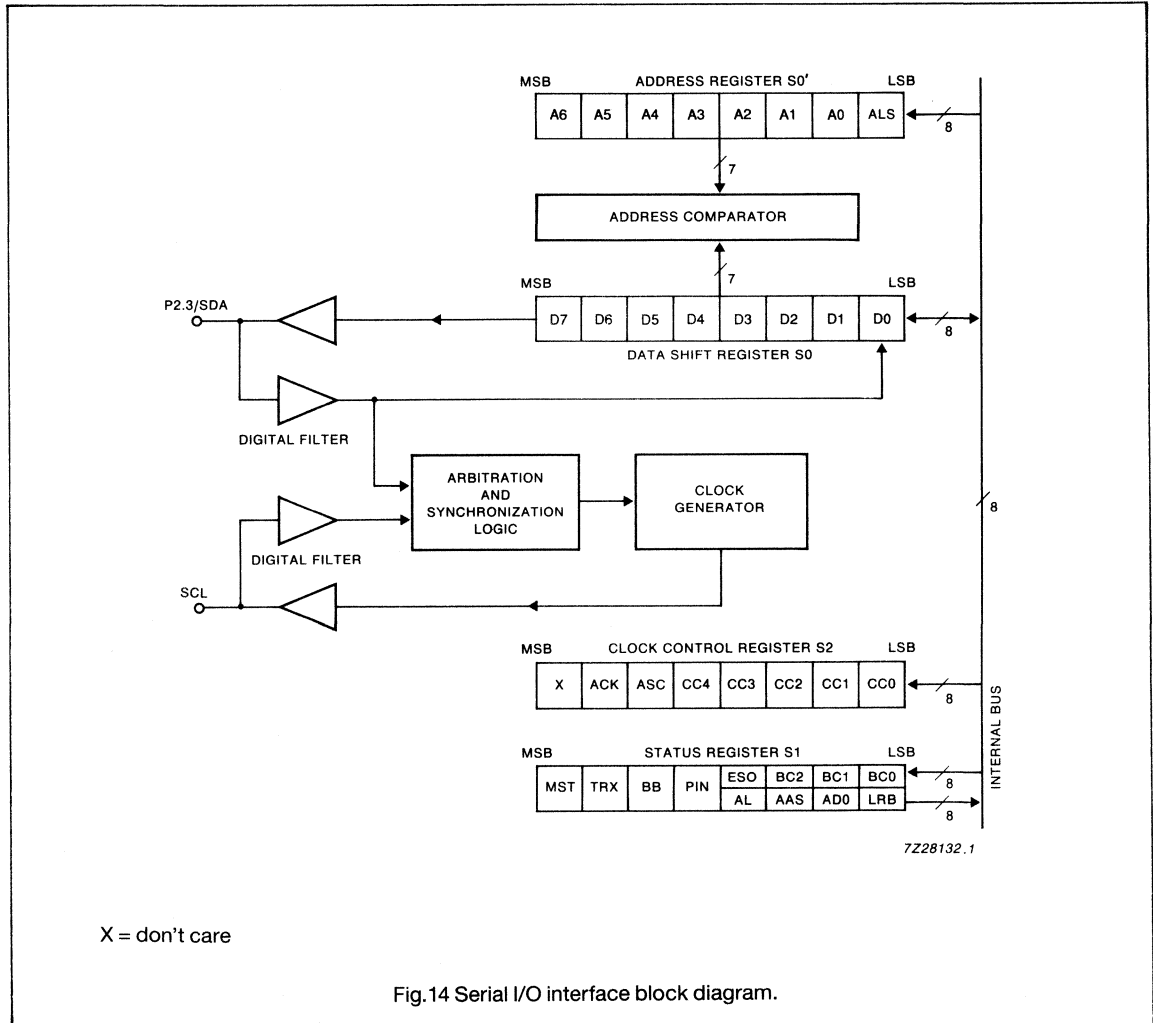 MSB ADDRESS REGISTER S0' LSB
A6 A5 A4 A3 A2 A1 A0 ALS
8
7
ADDRESS COMPARATOR
7
MSB LSB
P2.3/SDA
D7 D6 D5 D4 D3 D2 D1 D0
8
DATA SHIFT REGISTER S0
DIGITAL FILTER
ARBITRATION
AND
SYNCHRONIZATION
LOGIC
CLOCK
GENERATOR
8
DIGITAL FILTER
SCL
MSB CLOCK CONTROL REGISTER S2 LSB
X ACK ASC CC4 CC3 CC2 CC1 CC0
8
INTERNAL BUS
MSB STATUS REGISTER S1 LSB
MST TRX BB PIN
ESO BC2 BC1 BC0
8
AL AAS AD0 LRB
8
7Z28132.1
X = don't care
Fig.14 Serial I/O interface block diagram.